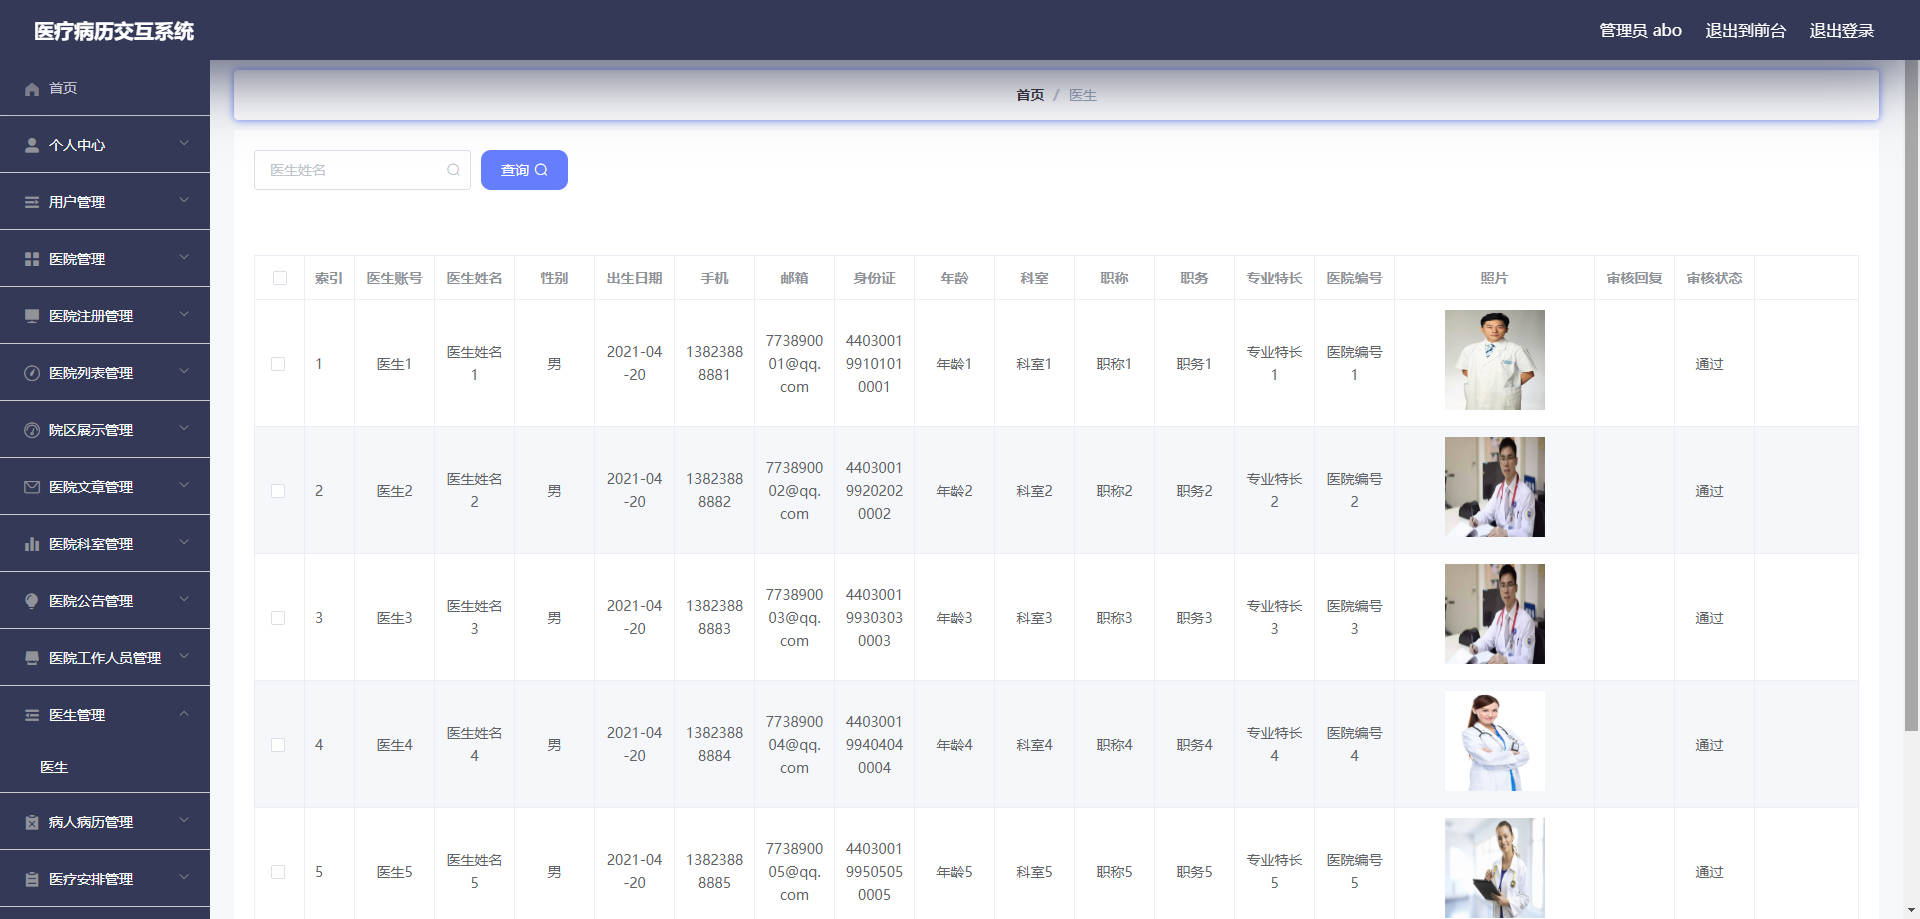 医疗病历交互系统
管理员 abo 退出到前台 退出登录
首页
个人中心
用户管理
医院管理
医院注册管理
医院列表管理
院区展示管理
医院文章管理
医院科室管理
医院公告管理
医院工作人员管理
医生管理
医生
病人病历管理
医疗安排管理
首页 / 医生
医生姓名 查询
索引 医生账号 医生姓名 性别 出生日期 手机 邮箱 身份证 年龄 科室 职称 职务 专业特长 医院编号 照片 审核回复 审核状态
1 医生1 医生姓名1 男 2021-04-20 13823888881 773890001@qq.com 440300199101010001 年龄1 科室1 职称1 职务1 专业特长1 医院编号1 通过
2 医生2 医生姓名2 男 2021-04-20 13823888882 773890002@qq.com 440300199202020002 年龄2 科室2 职称2 职务2 专业特长2 医院编号2 通过
3 医生3 医生姓名3 男 2021-04-20 13823888883 773890003@qq.com 440300199303030003 年龄3 科室3 职称3 职务3 专业特长3 医院编号3 通过
4 医生4 医生姓名4 男 2021-04-20 13823888884 773890004@qq.com 440300199404040004 年龄4 科室4 职称4 职务4 专业特长4 医院编号4 通过
5 医生5 医生姓名5 男 2021-04-20 13823888885 773890005@qq.com 440300199505050005 年龄5 科室5 职称5 职务5 专业特长5 医院编号5 通过